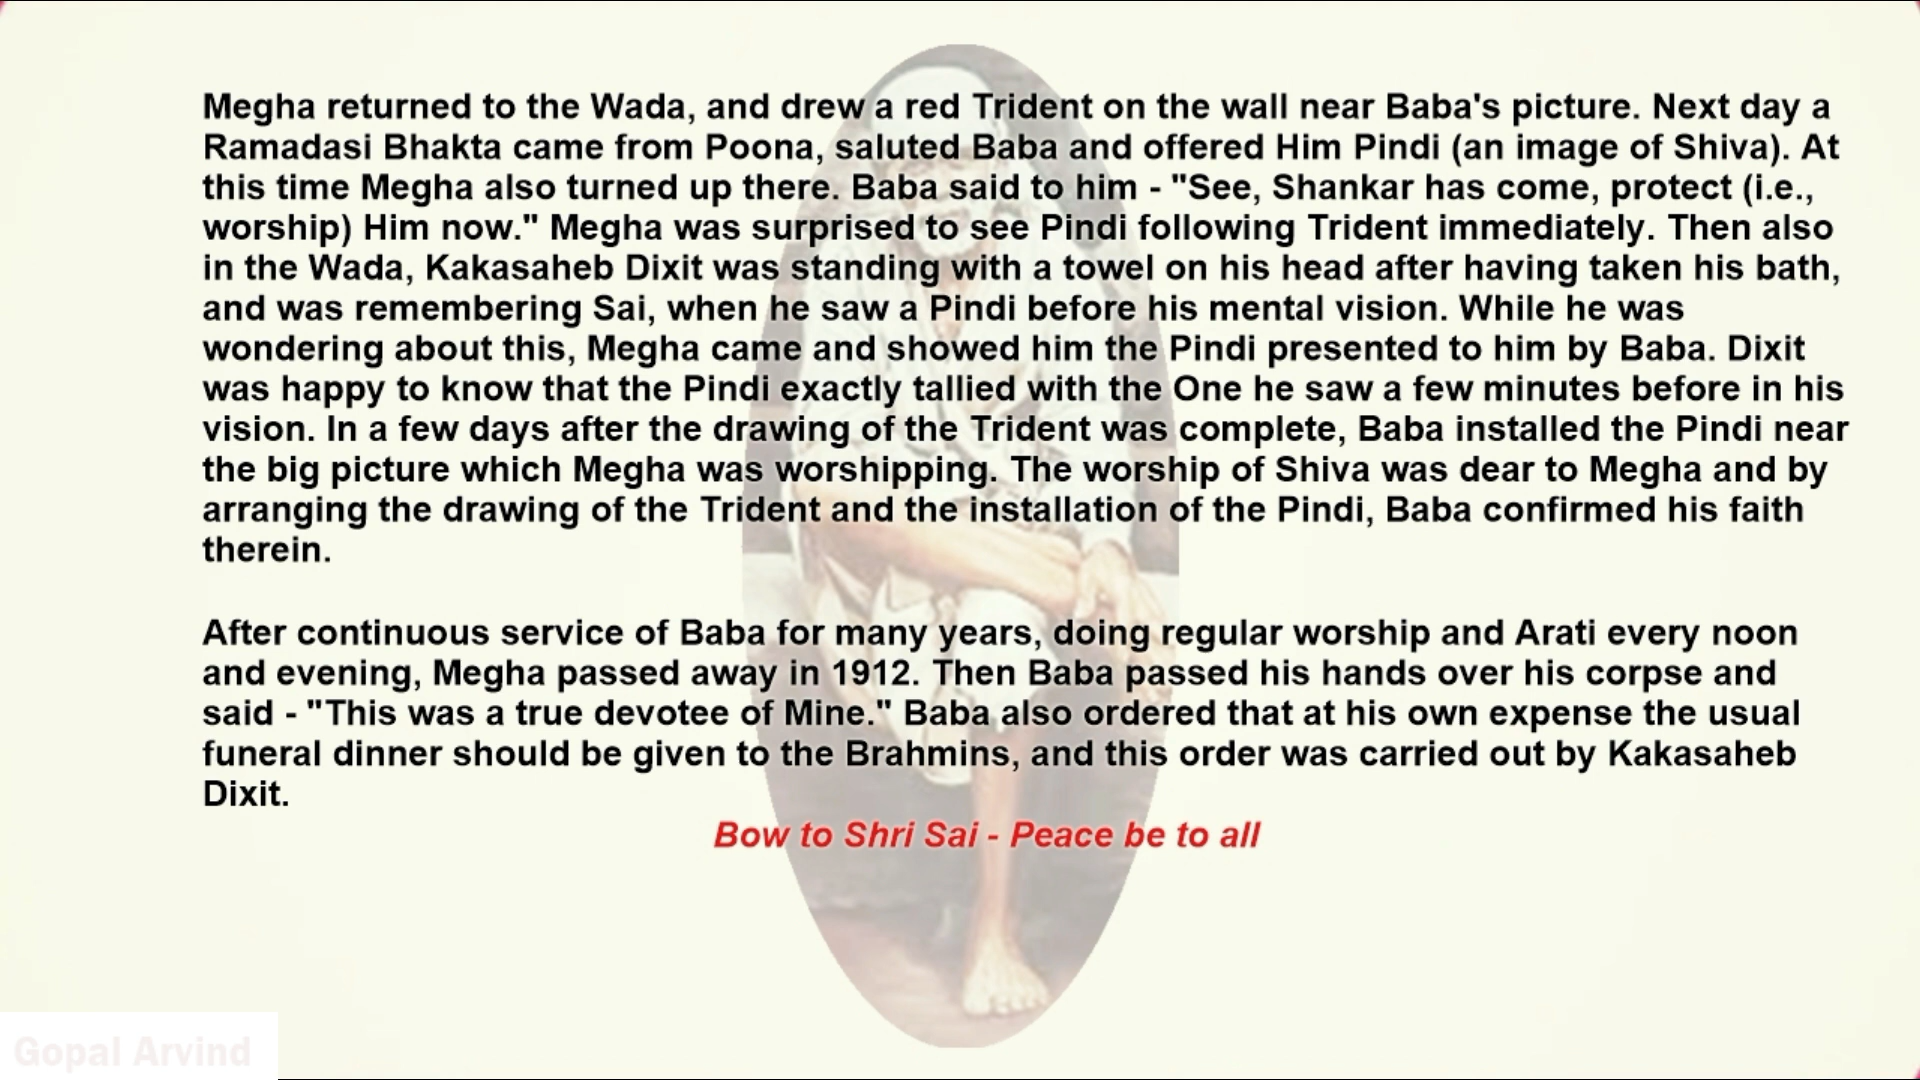 Megha returned to the Wada, and drew a red Trident on the wall near Baba's picture. Next day a
Ramadasi Bhakta came from Poona, saluted Baba and offered Him Pindi (an image of Shiva). At
this time Megha also turned up there. Baba said to him - "See, Shankar has come, protect (i.e.,
worship) Him now." Megha was surprised to see Pindi following Trident immediately. Then also
in the Wada, Kakasaheb Dixit was standing with a towel on his head after having taken his bath,
and was remembering Sai, when he saw a Pindi before his mental vision. While he was
wondering about this, Megha came and showed him the Pindi presented to him by Baba. Dixit
was happy to know that the Pindi exactly tallied with the One he saw a few minutes before in his
vision. In a few days after the drawing of the Trident was complete, Baba installed the Pindi near
the big picture which Megha was worshipping. The worship of Shiva was dear to Megha and by
arranging the drawing of the Trident and the installation of the Pindi, Baba confirmed his faith
therein.
After continuous service of Baba for many years, doing regular worship and Arati every noon
and evening, Megha passed away in 1912. Then Baba passed his hands over his corpse and
said - "This was a true devotee of Mine." Baba also ordered that at his own expense the usual
funeral dinner should be given to the Brahmins, and this order was carried out by Kakasaheb
Dixit.
Bow to Shri Sai - Peace be to all
Gopal Arvind